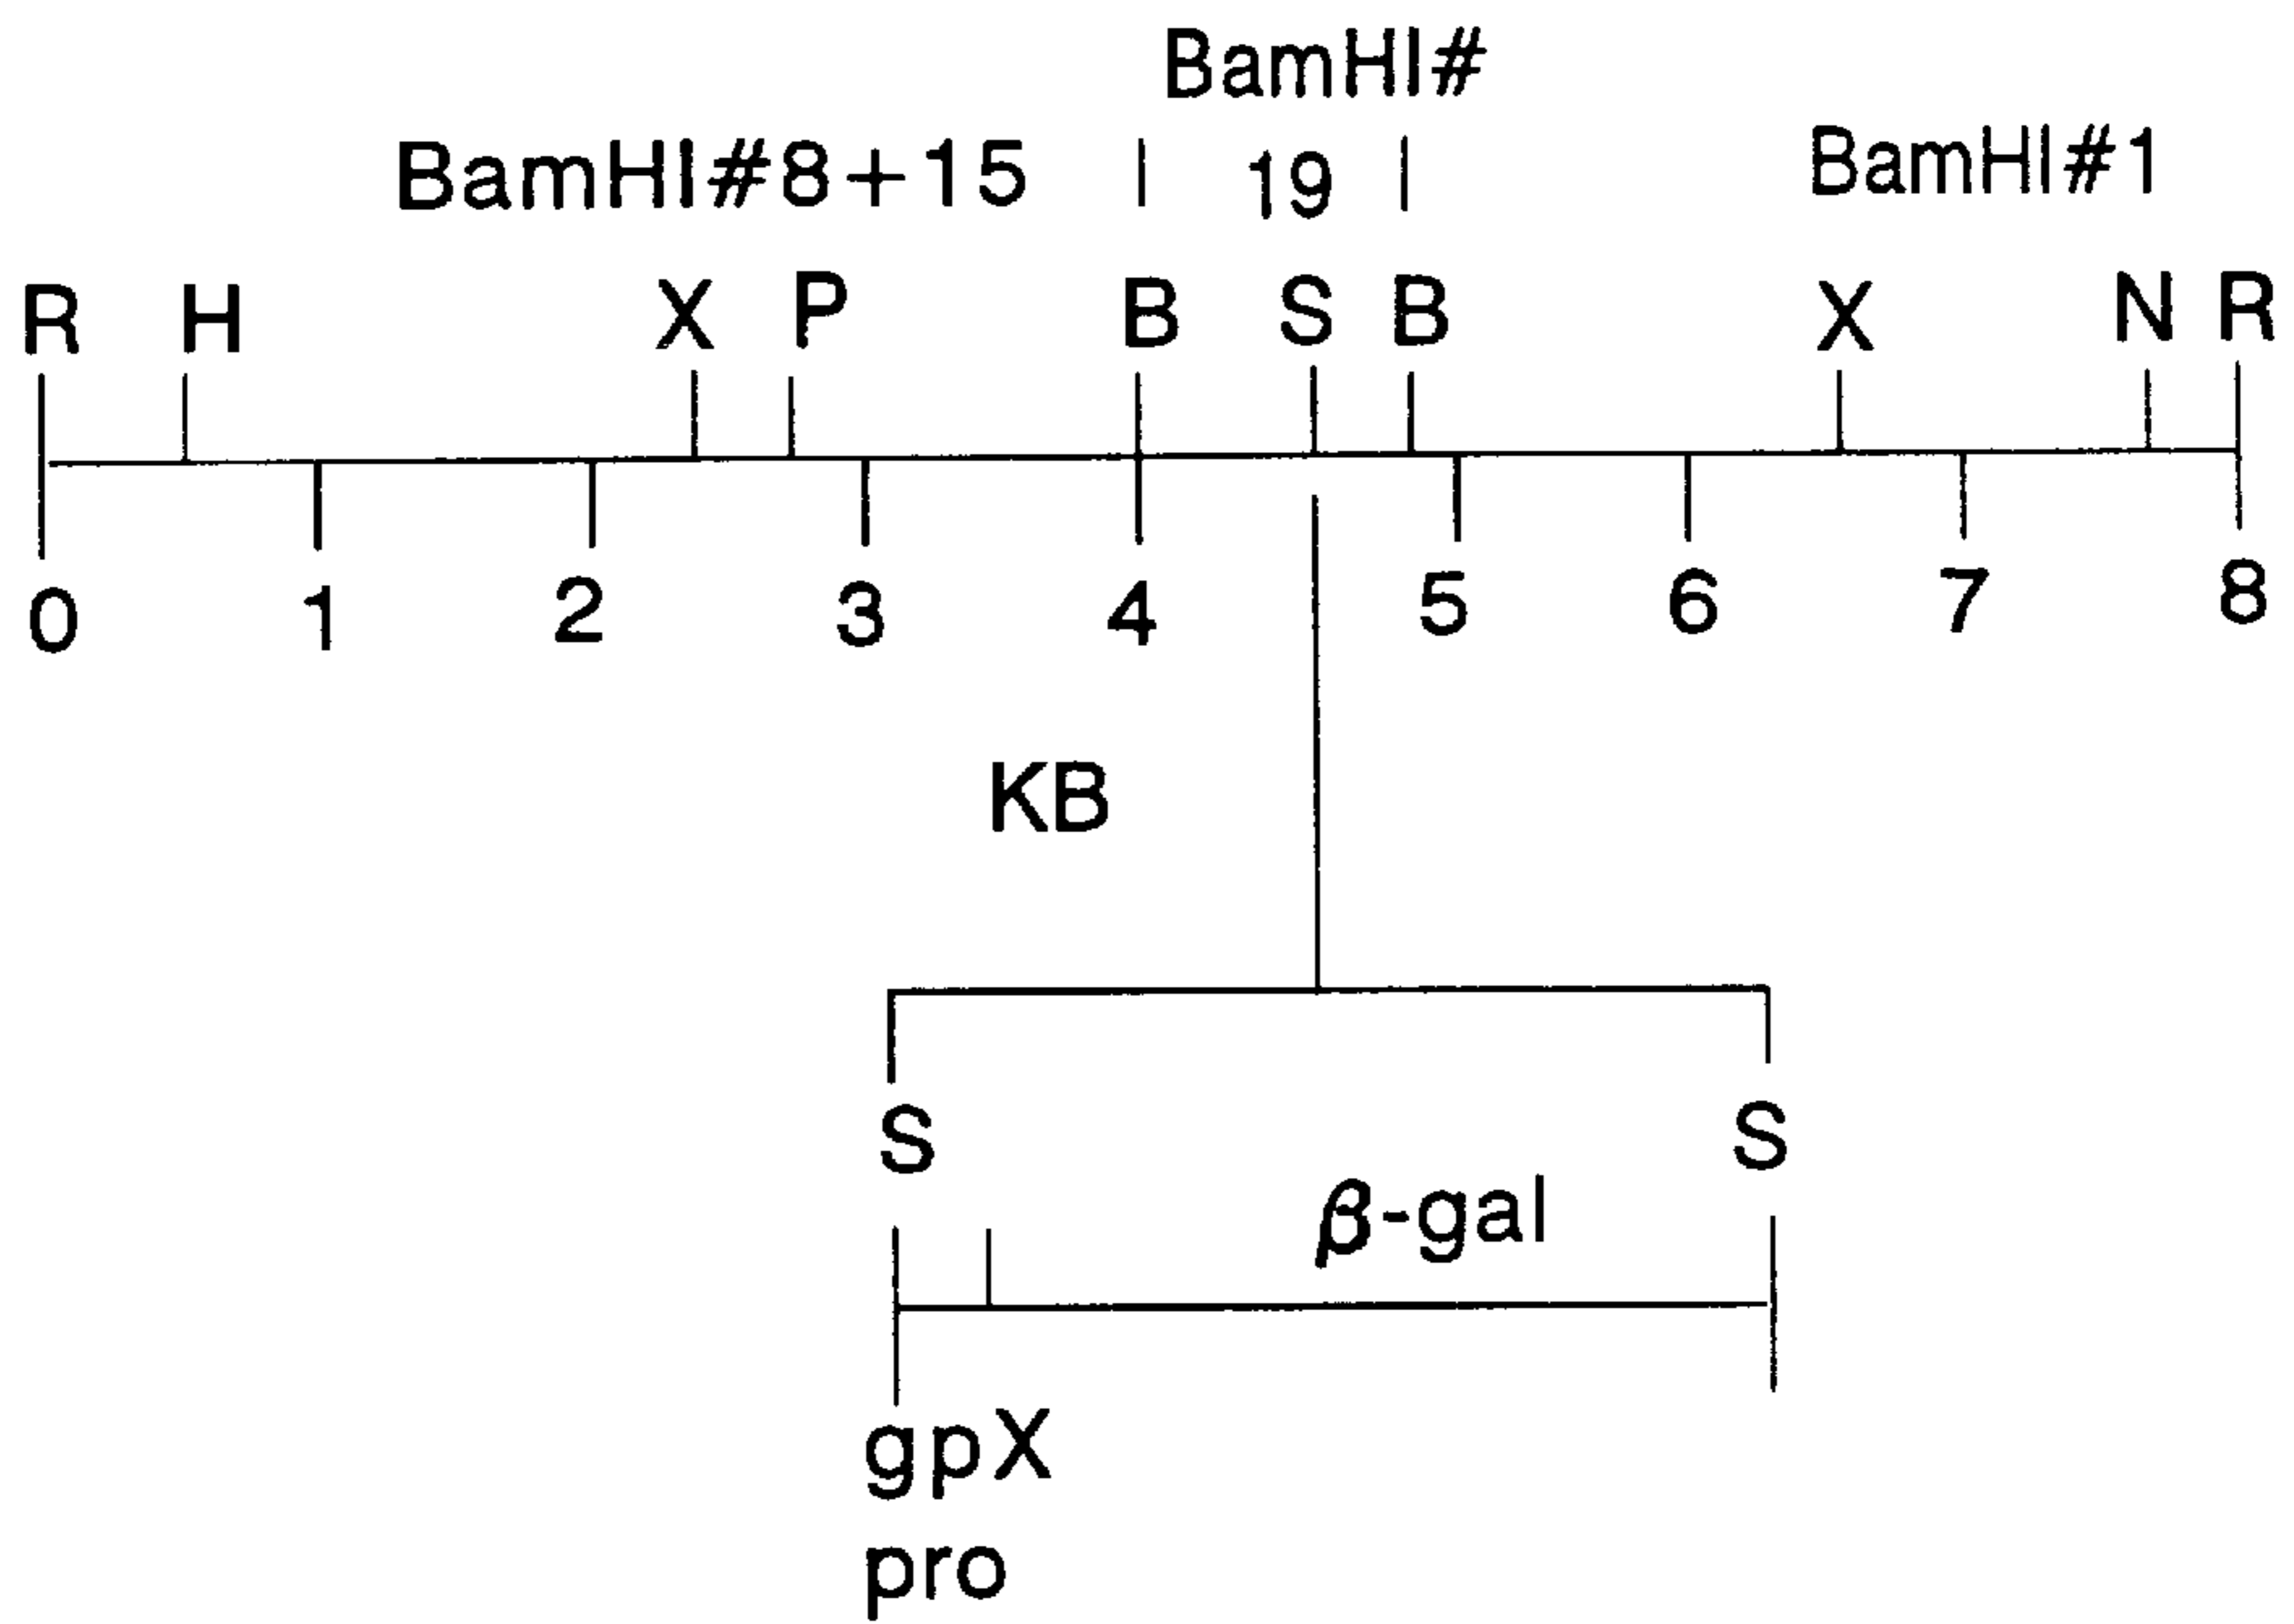 BamHI#
BamHI#8+15 | 19 | BamHI#1
R H X P B S B X N R
0 1 2 3 4 5 6 7 8
KB
S S
β-gal
gpX
pro